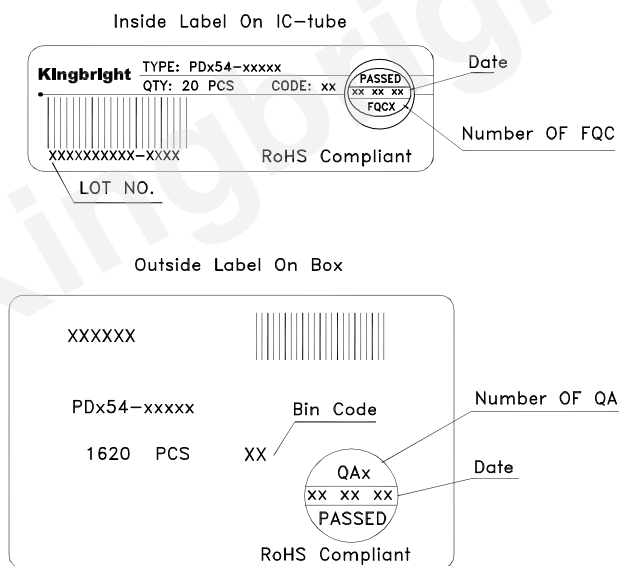 Inside Label On IC-tube
Kingbright
TYPE: PDx54-xxxxx
QTY: 20 PCS CODE: xx
PASSED
xx xx xx
FQCX
Date
Number OF FQC
XXXXXXXXXX-XXXX
RoHS Compliant
LOT NO.
Kingbright
Outside Label On Box
XXXXXX
PDx54-xxxxx
Bin Code
Number OF QA
1620 PCS
XX
QAx
Date
XX XX XX
PASSED
RoHS Compliant